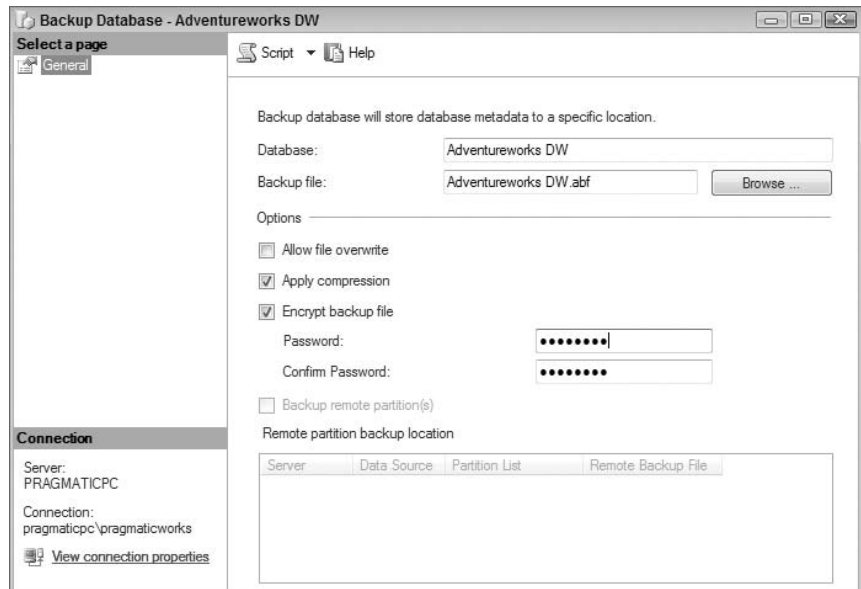 Backup Database - Adventureworks DW
Select a page
General
Script
Help
Backup database will store database metadata to a specific location.
Database:
Adventureworks DW
Backup file:
Adventureworks DW.abf
Browse ...
Options
Allow file overwrite
Apply compression
Encrypt backup file
Password:
••••••••
Confirm Password:
••••••••
Backup remote partition(s)
Remote partition backup location
Server Data Source Partition List Remote Backup File
Connection
Server:
PRAGMATICPC
Connection:
pragmaticpc\pragmaticworks
View connection properties